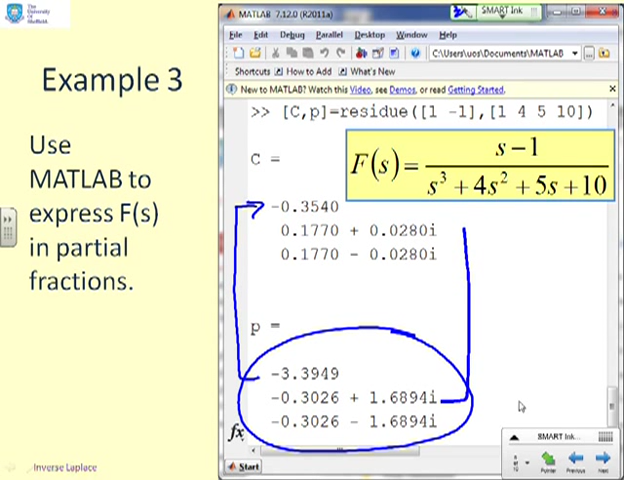 The
University
Of
Sheffield.
Example 3
Use
MATLAB to
express F(s)
in partial
fractions.
Inverse Laplace
MATLAB 7.12.0 (R2011a)
SMART Ink
File Edit Debug Parallel Desktop Window Help
C:\Users\uos\Documents\MATLAB
Shortcuts How to Add What's New
New to MATLAB? Watch this Video, see Demos, or read Getting Started.
>> [C,p]=residue([1 -1],[1 4 5 10])
F(s)= s−1 / s³+4s²+5s+10
C =
-0.3540
0.1770 + 0.0280i
0.1770 - 0.0280i
p =
-3.3949
-0.3026 + 1.6894i
-0.3026 - 1.6894i
fx
Start
SMART Ink...
Pointer Previous Next